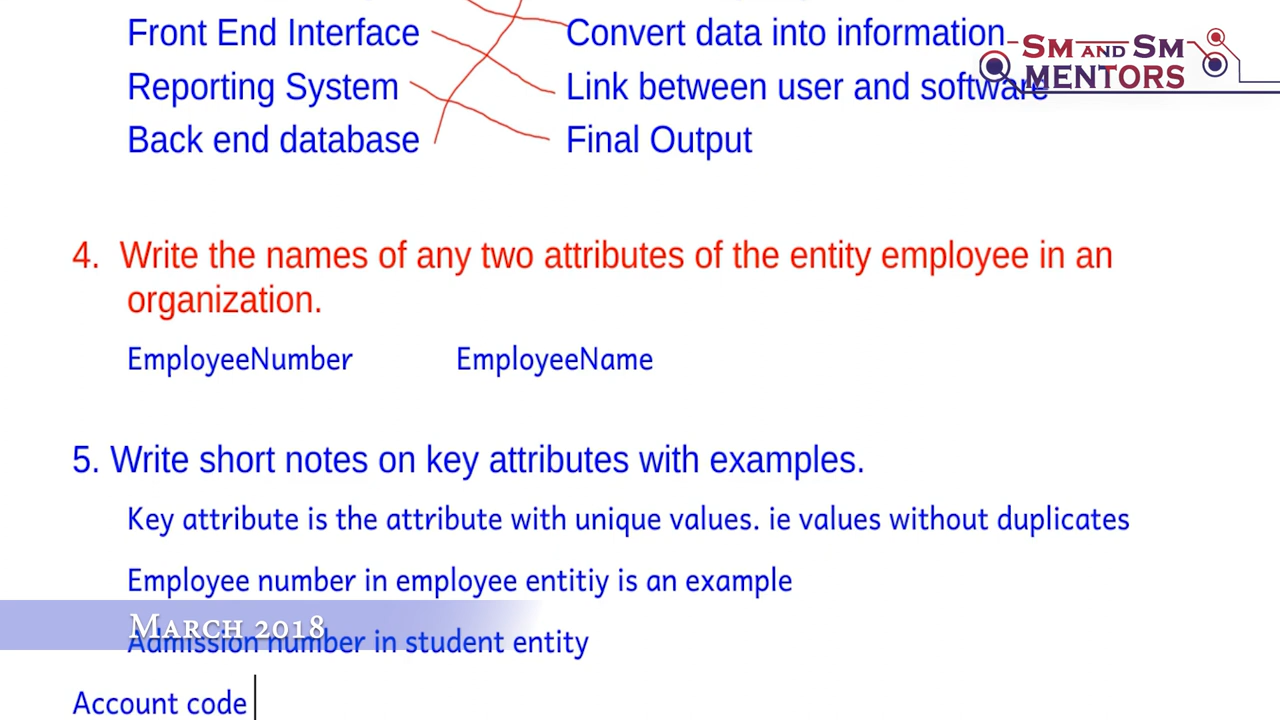 Front End Interface Convert data into information
SM AND SM
MENTORS
Reporting System Link between user and software
Back end database Final Output
4. Write the names of any two attributes of the entity employee in an
organization.
EmployeeNumber EmployeeName
5. Write short notes on key attributes with examples.
Key attribute is the attribute with unique values. ie values without duplicates
Employee number in employee entitiy is an example
MARCH 2018
Admission number in student entity
Account code